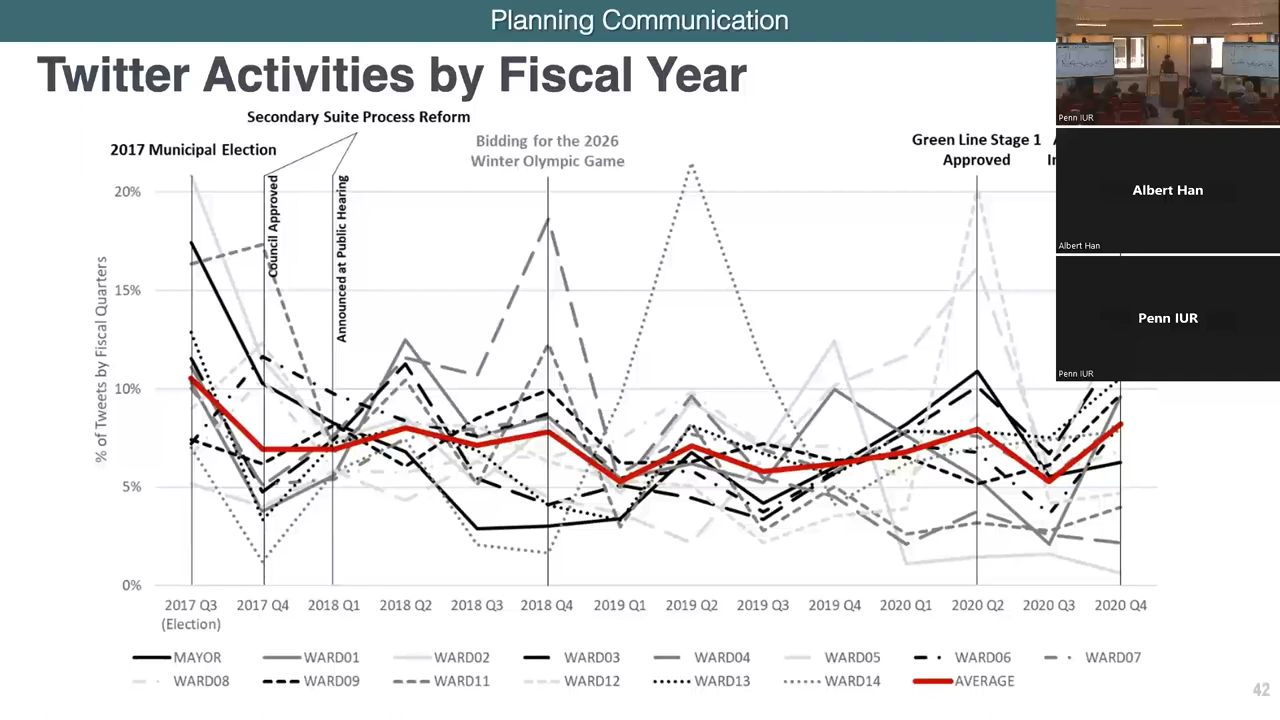 Planning Communication
Twitter Activities by Fiscal Year
Secondary Suite Process Reform
2017 Municipal Election
Bidding for the 2026
Winter Olympic Game
Green Line Stage 1
Approved
Council Approved
Announced at Public Hearing
% of Tweets by Fiscal Quarters
20%
15%
10%
5%
0%
2017 Q3 2017 Q4 2018 Q1 2018 Q2 2018 Q3 2018 Q4 2019 Q1 2019 Q2 2019 Q3 2019 Q4 2020 Q1 2020 Q2 2020 Q3 2020 Q4
(Election)
MAYOR WARD01 WARD02 WARD03 WARD04 WARD05 WARD06 WARD07
WARD08 WARD09 WARD11 WARD12 WARD13 WARD14 AVERAGE
42
Penn IUR
Albert Han
Albert Han
Penn IUR
Penn IUR